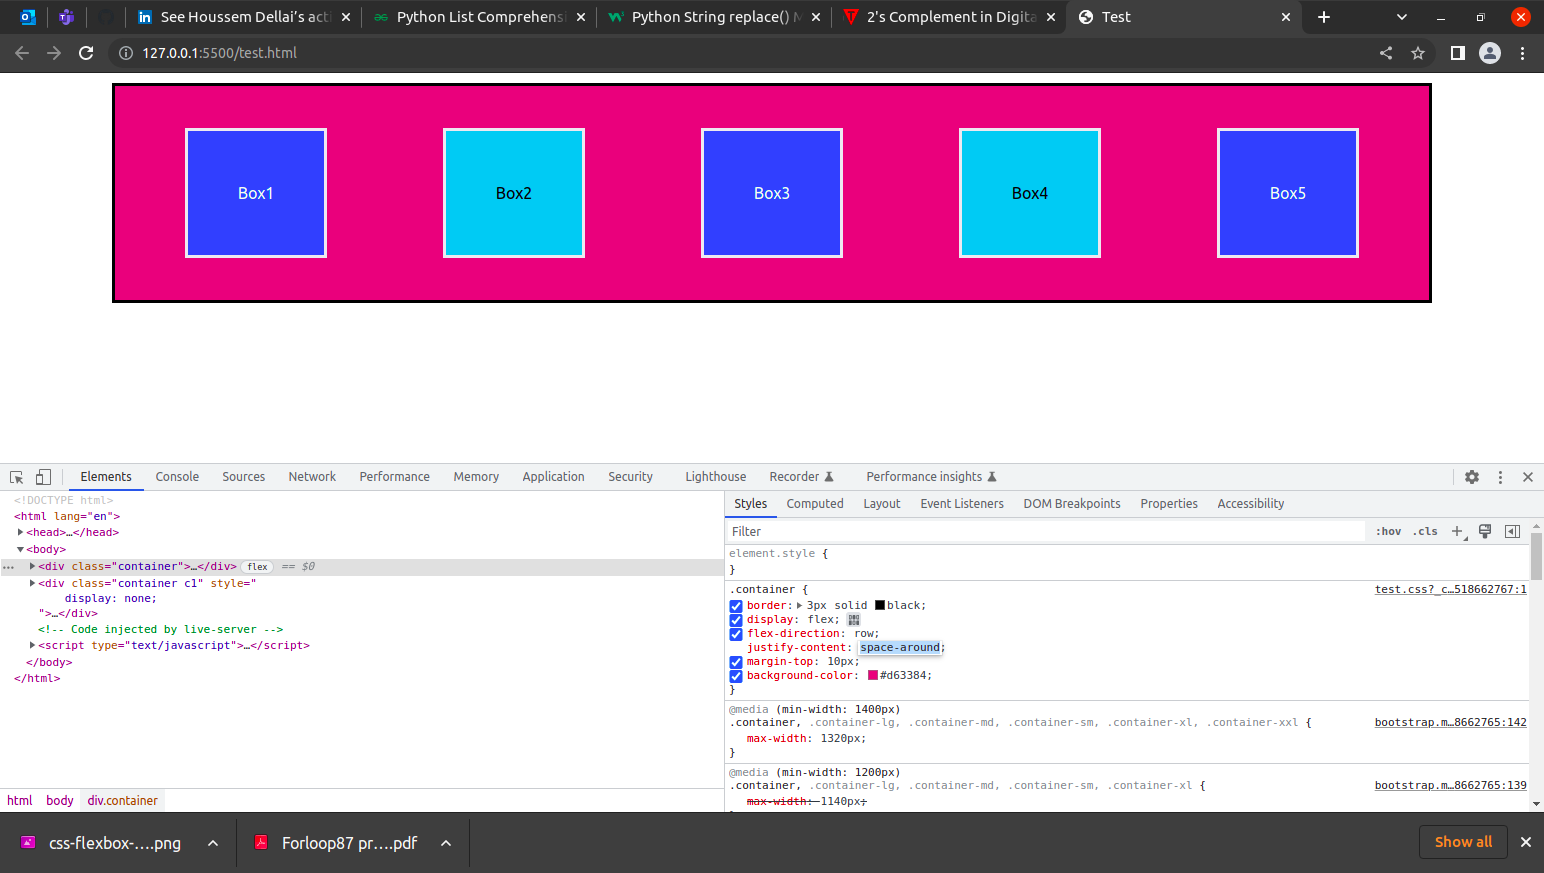 See Houssem Dellai's acti
Python List Comprehensi
Python String replace() M
2's Complement in Digita
Test
127.0.0.1:5500/test.html
Box1
Box2
Box3
Box4
Box5
Elements Console Sources Network Performance Memory Application Security Lighthouse Recorder Performance insights
<!DOCTYPE html>
<html lang="en">
<head>…</head>
<body>
<div class="container">…</div> flex == $0
<div class="container c1" style="
display: none;
">…</div>
<!-- Code injected by live-server -->
<script type="text/javascript">…</script>
</body>
</html>
html body div.container
Styles Computed Layout Event Listeners DOM Breakpoints Properties Accessibility
Filter :hov .cls
element.style {
}
.container { test.css?_c…518662767:1
border: 3px solid black;
display: flex;
flex-direction: row;
justify-content: space-around;
margin-top: 10px;
background-color: #d63384;
}
@media (min-width: 1400px)
.container, .container-lg, .container-md, .container-sm, .container-xl, .container-xxl { bootstrap.m…8662765:142
max-width: 1320px;
}
@media (min-width: 1200px)
.container, .container-lg, .container-md, .container-sm, .container-xl { bootstrap.m…8662765:139
max-width: 1140px;
css-flexbox-….png
Forloop87 pr….pdf
Show all